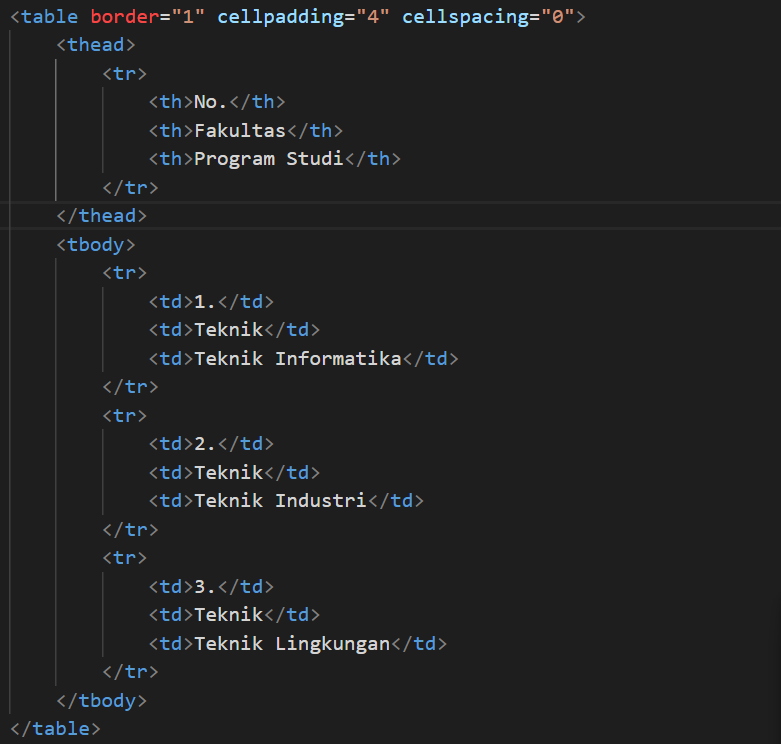 <table border="1" cellpadding="4" cellspacing="0">
    <thead>
        <tr>
            <th>No.</th>
            <th>Fakultas</th>
            <th>Program Studi</th>
        </tr>
    </thead>
    <tbody>
        <tr>
            <td>1.</td>
            <td>Teknik</td>
            <td>Teknik Informatika</td>
        </tr>
        <tr>
            <td>2.</td>
            <td>Teknik</td>
            <td>Teknik Industri</td>
        </tr>
        <tr>
            <td>3.</td>
            <td>Teknik</td>
            <td>Teknik Lingkungan</td>
        </tr>
    </tbody>
</table>